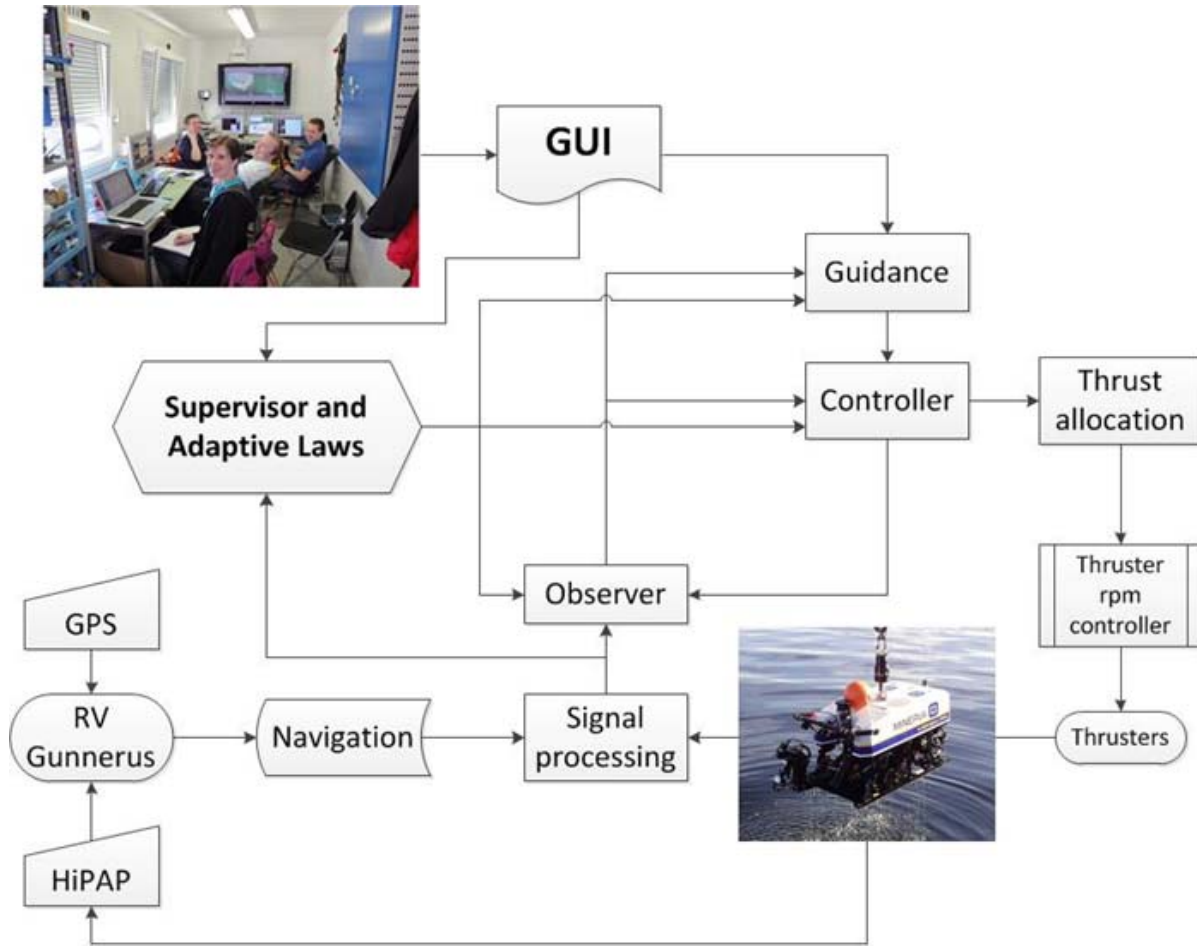 GUI
Guidance
Controller
Thrust
allocation
Supervisor and
Adaptive Laws
Observer
Thruster
rpm
controller
GPS
RV
Gunnerus
Navigation
Signal
processing
MINERVA
Thrusters
HiPAP